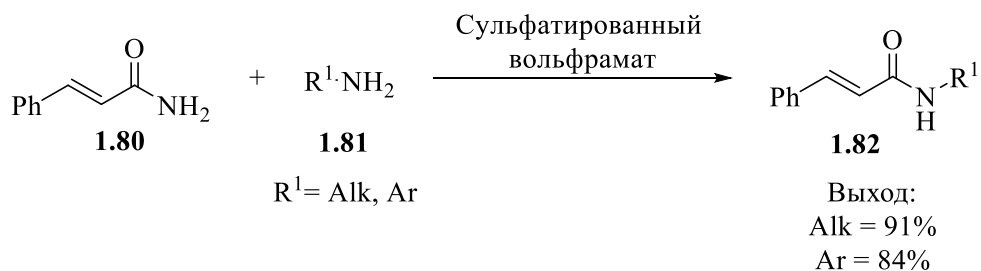 Сульфатированный
вольфрамат
Ph
O
NH2
1.80
+
R1-NH2
1.81
R1= Alk, Ar
Ph
O
N
H
R1
1.82
Выход:
Alk = 91%
Ar = 84%